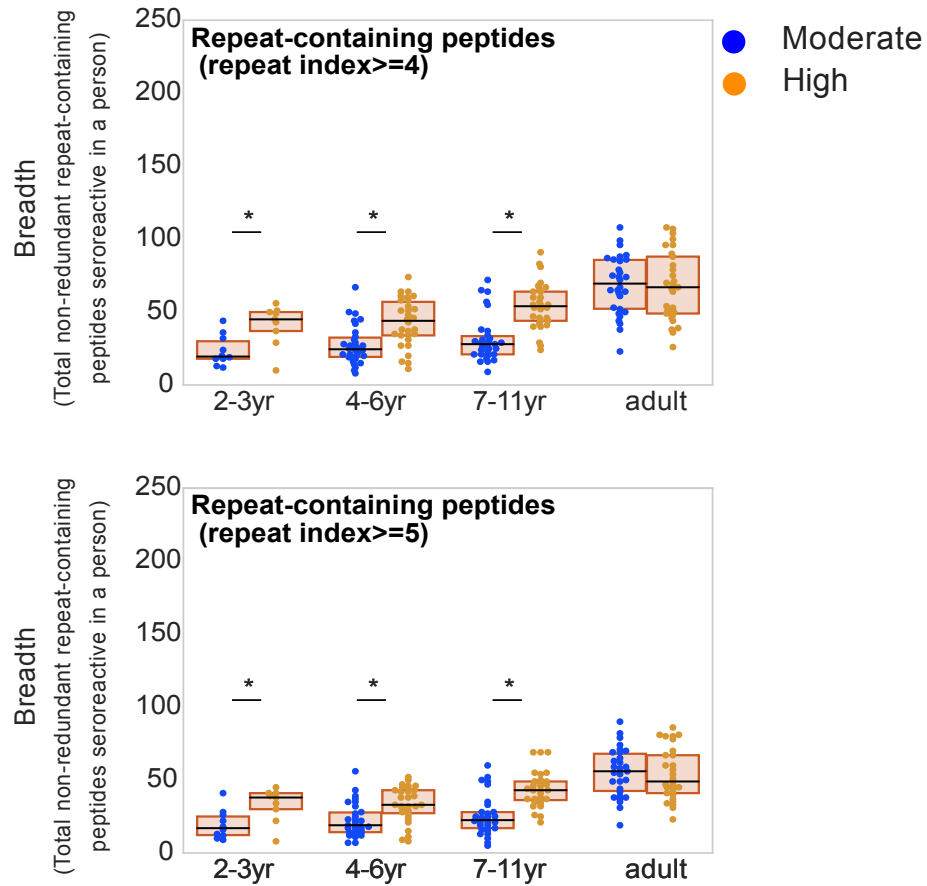 Breadth
(Total non-redundant repeat-containing
peptides seroreactive in a person)
250
200
150
100
50
0
Repeat-containing peptides
(repeat index>=4)
*
*
*
2-3yr
4-6yr
7-11yr
adult
Moderate
High
Breadth
(Total non-redundant repeat-containing
peptides seroreactive in a person)
250
200
150
100
50
0
Repeat-containing peptides
(repeat index>=5)
*
*
*
2-3yr
4-6yr
7-11yr
adult